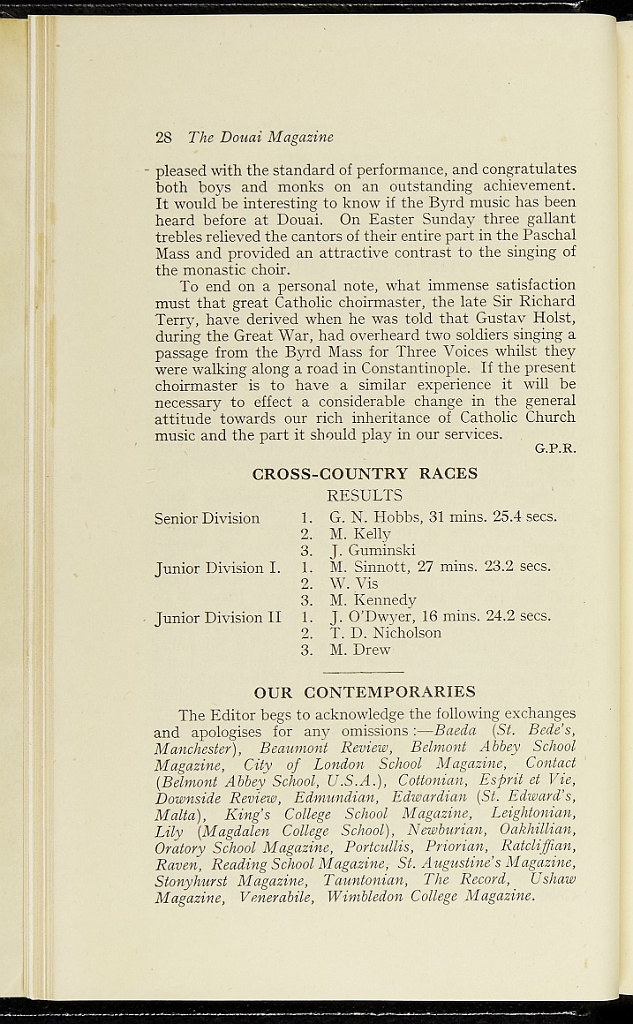 28 The Douai Magazine
pleased with the standard of performance, and congratulates
both boys and monks on an outstanding achievement.
It would be interesting to know if the Byrd music has been
heard before at Douai. On Easter Sunday three gallant
trebles relieved the cantors of their entire part in the Paschal
Mass and provided an attractive contrast to the singing of
the monastic choir.
To end on a personal note, what immense satisfaction
must that great Catholic choirmaster, the late Sir Richard
Terry, have derived when he was told that Gustav Holst,
during the Great War, had overheard two soldiers singing a
passage from the Byrd Mass for Three Voices whilst they
were walking along a road in Constantinople. If the present
choirmaster is to have a similar experience it will be
necessary to effect a considerable change in the general
attitude towards our rich inheritance of Catholic Church
music and the part it should play in our services.
G.P.R.
CROSS-COUNTRY RACES
RESULTS
Senior Division 1. G. N. Hobbs, 31 mins. 25.4 secs.
2. M. Kelly
3. J. Guminski
Junior Division I. 1. M. Sinnott, 27 mins. 23.2 secs.
2. W. Vis
3. M. Kennedy
Junior Division II 1. J. O'Dwyer, 16 mins. 24.2 secs.
2. T. D. Nicholson
3. M. Drew
OUR CONTEMPORARIES
The Editor begs to acknowledge the following exchanges
and apologises for any omissions :—Baeda (St. Bede's,
Manchester), Beaumont Review, Belmont Abbey School
Magazine, City of London School Magazine, Contact
(Belmont Abbey School, U.S.A.), Cottonian, Esprit et Vie,
Downside Review, Edmundian, Edwardian (St. Edward's,
Malta), King's College School Magazine, Leightonian,
Lily (Magdalen College School), Newburian, Oakhillian,
Oratory School Magazine, Portcullis, Priorian, Ratcliffian,
Raven, Reading School Magazine, St. Augustine's Magazine,
Stonyhurst Magazine, Tauntonian, The Record, Ushaw
Magazine, Venerabile, Wimbledon College Magazine.